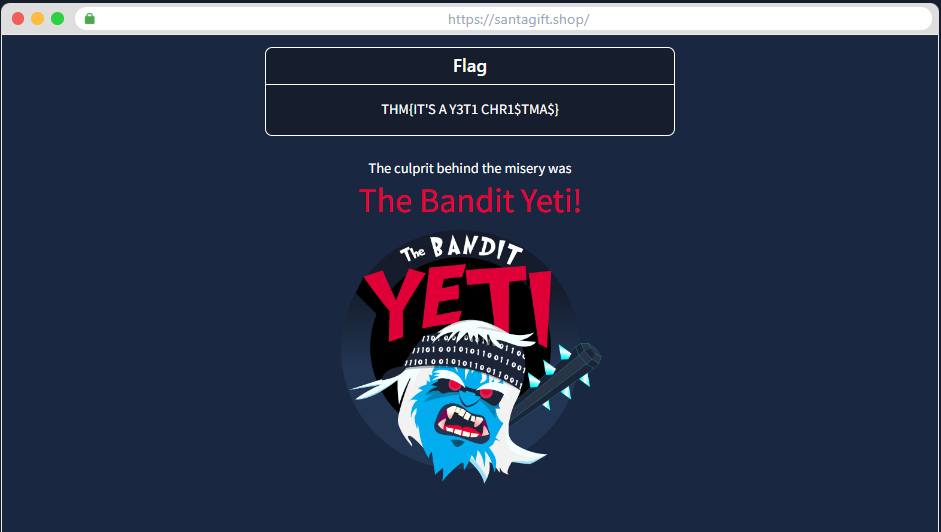 https://santagift.shop/
Flag
THM{IT'S A Y3T1 CHR1$TMA$}
The culprit behind the misery was
The Bandit Yeti!
The BANDIT
YETI